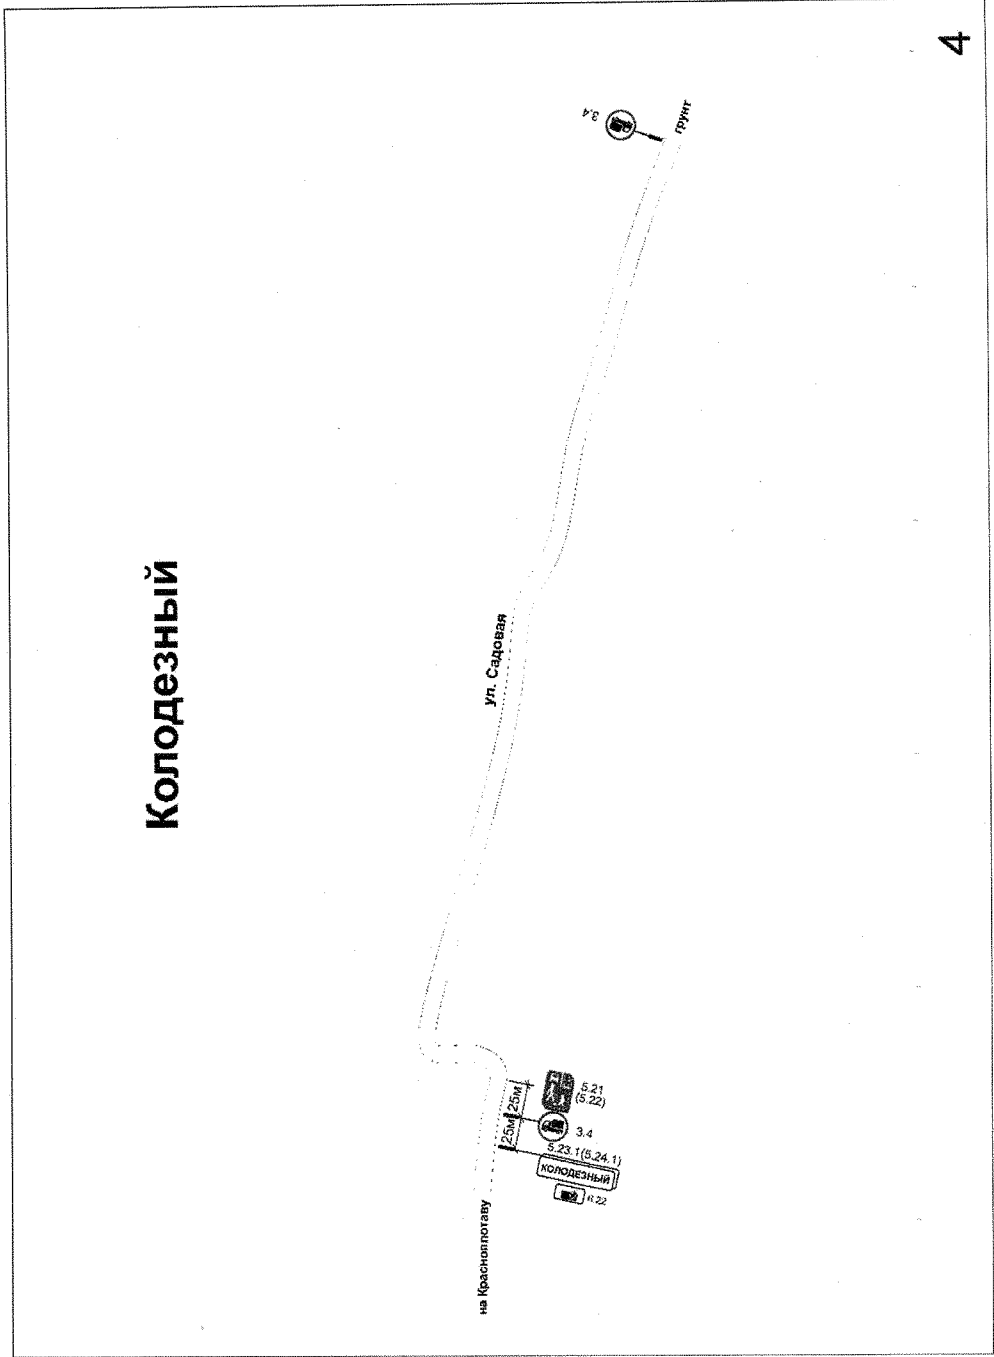 4
Колодезный
3.4
грунт
ул. Садовая
25м
25м
5.21
(5.22)
3.4
5.23.1(5.24.1)
КОЛОДЕЗНЫЙ
6.22
на Красноплотаву